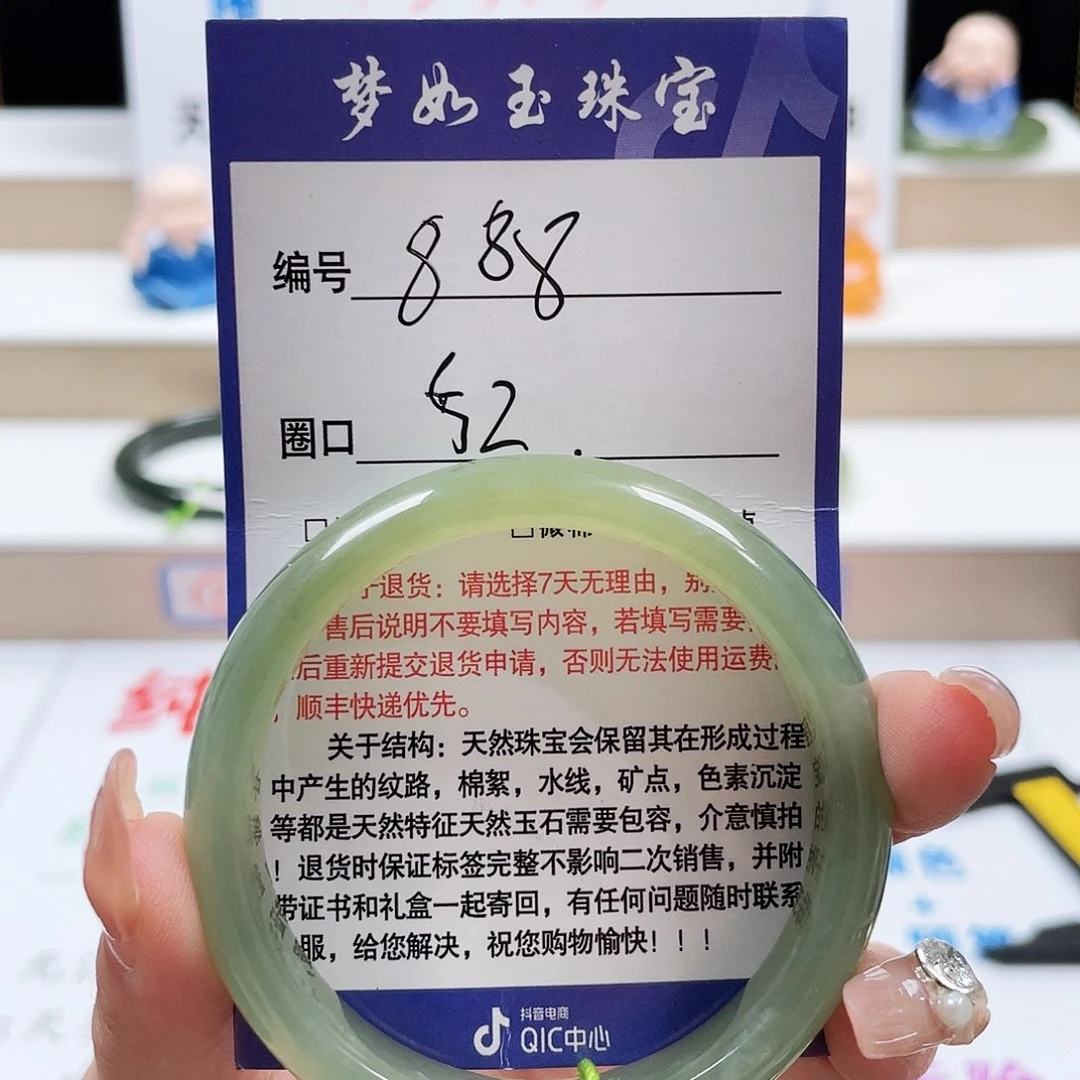 梦如玉珠宝
编号 888
圈口 52.
退货：请选择7天无理由，别
售后说明不要填写内容，若填写需要
后重新提交退货申请，否则无法使用运费
顺丰快递优先。
关于结构：天然珠宝会保留其在形成过程
中产生的纹路，棉絮，水线，矿点，色素沉淀
等都是天然特征天然玉石需要包容，介意慎拍
！退货时保证标签完整不影响二次销售，并附
带证书和礼盒一起寄回，有任何问题随时联系
服，给您解决，祝您购物愉快！！！
抖音电商
QIC中心
纯